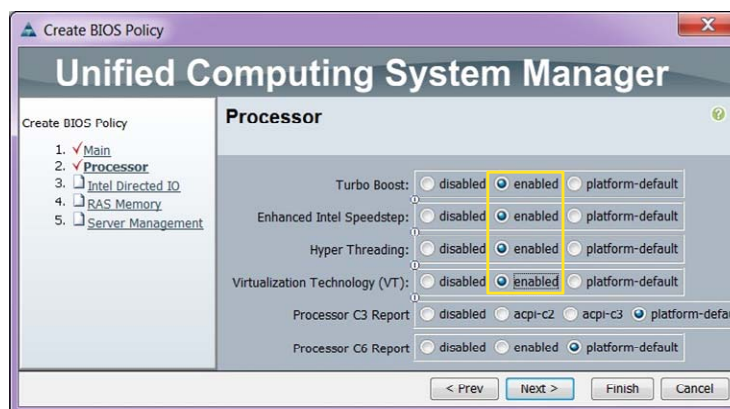 Create BIOS Policy
X
Unified Computing System Manager
Create BIOS Policy
1. Main
2. Processor
3. Intel Directed IO
4. RAS Memory
5. Server Management
Processor
?
Turbo Boost: disabled enabled platform-default
Enhanced Intel Speedstep: disabled enabled platform-default
Hyper Threading: disabled enabled platform-default
Virtualization Technology (VT): disabled enabled platform-default
Processor C3 Report disabled acpi-c2 acpi-c3 platform-defau
Processor C6 Report disabled enabled platform-default
< Prev Next > Finish Cancel